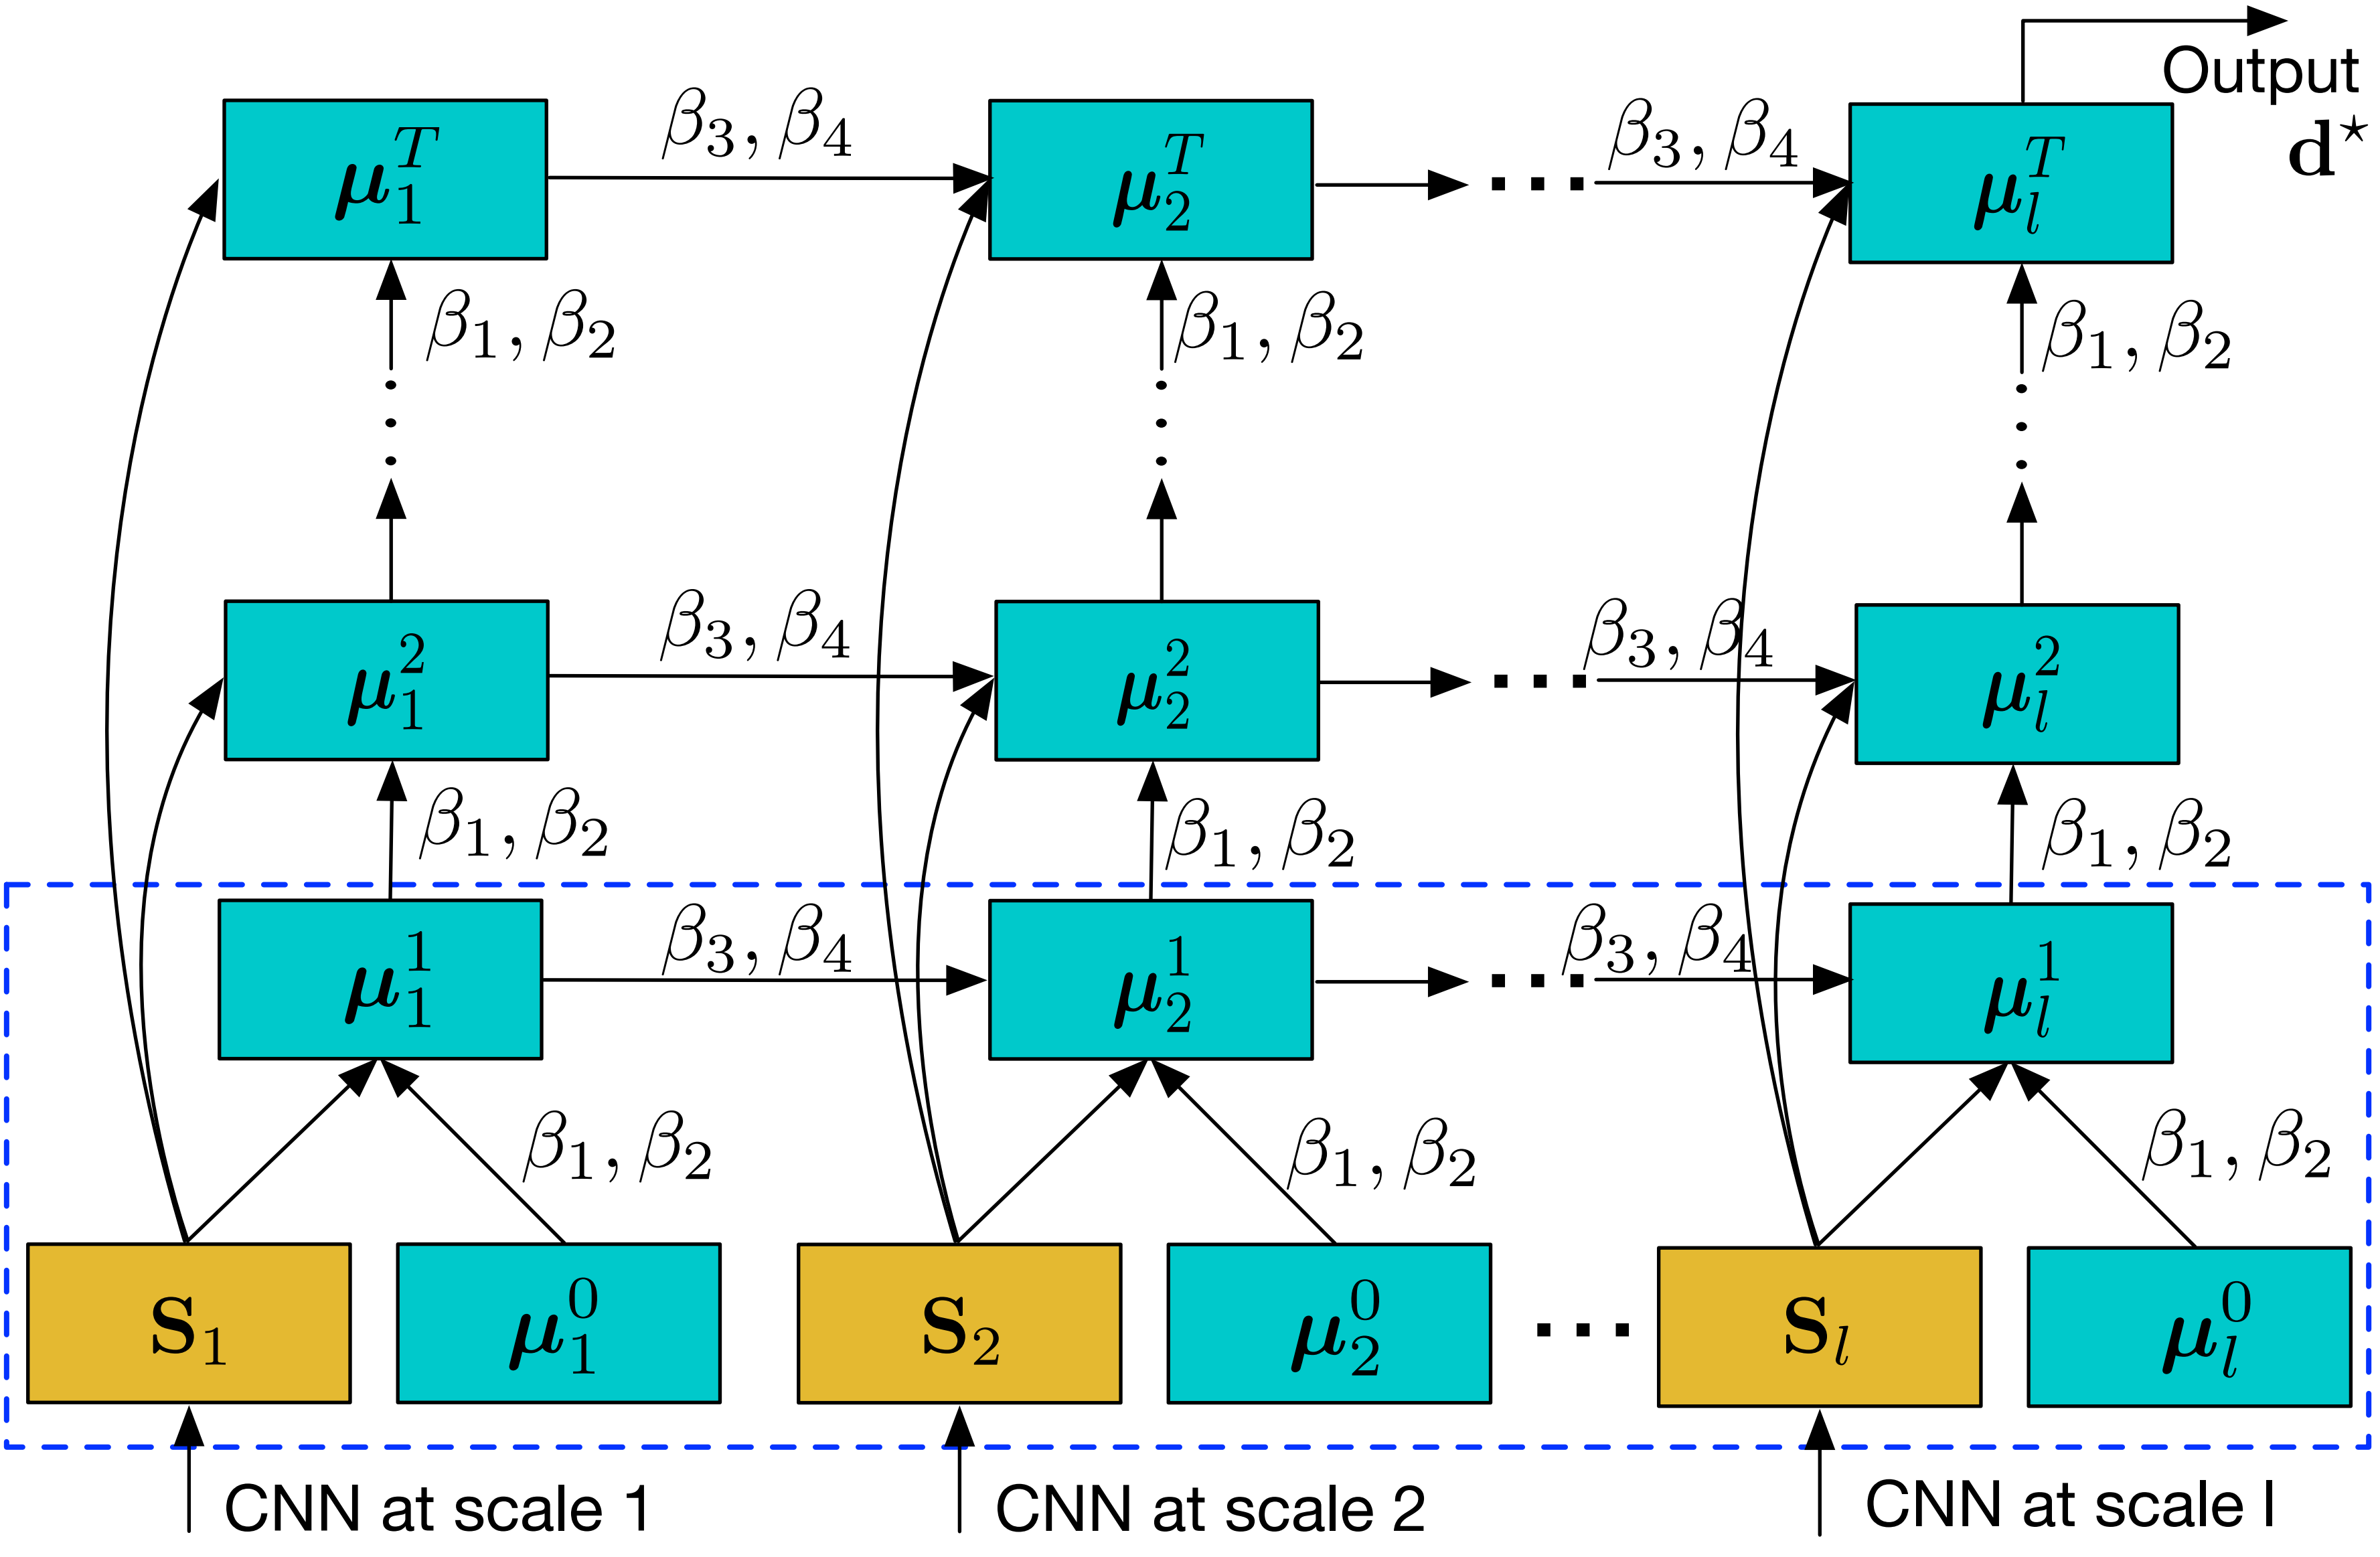 Output
d⋆
β₃, β₄ β₃, β₄
μ₁ᵀ μ₂ᵀ ... μₗᵀ
β₁, β₂ β₁, β₂ β₁, β₂
β₃, β₄ β₃, β₄
μ₁² μ₂² ... μₗ²
β₁, β₂ β₁, β₂ β₁, β₂
β₃, β₄ β₃, β₄
μ₁¹ μ₂¹ ... μₗ¹
β₁, β₂ β₁, β₂ β₁, β₂
S₁ μ₁⁰ S₂ μ₂⁰ ... Sₗ μₗ⁰
CNN at scale 1 CNN at scale 2 CNN at scale l